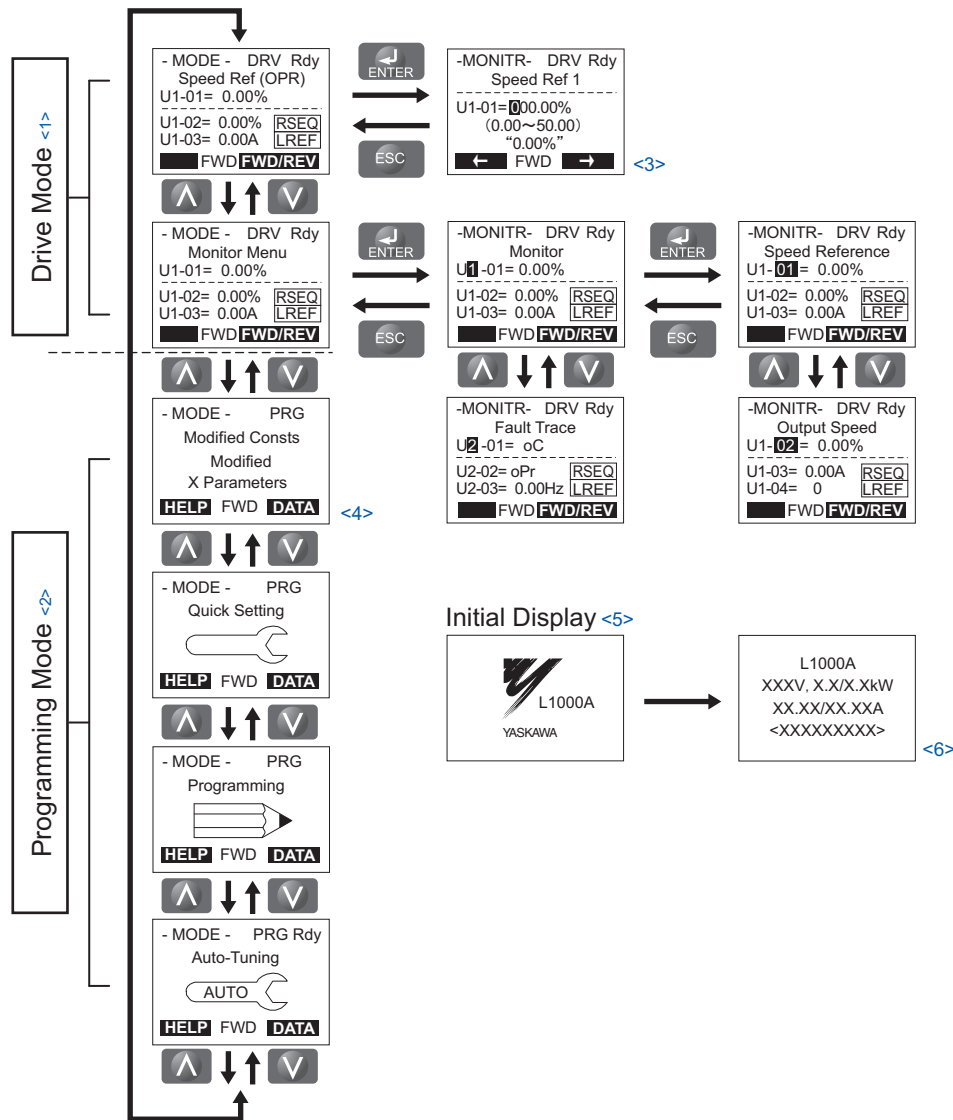 Drive Mode <1>
- MODE - DRV Rdy
Speed Ref (OPR)
U1-01= 0.00%
U1-02= 0.00% RSEQ
U1-03= 0.00A LREF
FWD FWD/REV
ENTER
ESC
-MONITR- DRV Rdy
Speed Ref 1
U1-01= 000.00%
(0.00~50.00)
“0.00%”
← FWD →
<3>
- MODE - DRV Rdy
Monitor Menu
U1-01= 0.00%
U1-02= 0.00% RSEQ
U1-03= 0.00A LREF
FWD FWD/REV
ENTER
ESC
-MONITR- DRV Rdy
Monitor
U1 -01= 0.00%
U1-02= 0.00% RSEQ
U1-03= 0.00A LREF
FWD FWD/REV
ENTER
ESC
-MONITR- DRV Rdy
Speed Reference
U1- 01 = 0.00%
U1-02= 0.00% RSEQ
U1-03= 0.00A LREF
FWD FWD/REV
-MONITR- DRV Rdy
Fault Trace
U2 -01= oC
U2-02= oPr RSEQ
U2-03= 0.00Hz LREF
FWD FWD/REV
-MONITR- DRV Rdy
Output Speed
U1- 02 = 0.00%
U1-03= 0.00A RSEQ
U1-04= 0 LREF
FWD FWD/REV
Programming Mode <2>
- MODE - PRG
Modified Consts
Modified
X Parameters
HELP FWD DATA
<4>
- MODE - PRG
Quick Setting
HELP FWD DATA
- MODE - PRG
Programming
HELP FWD DATA
- MODE - PRG Rdy
Auto-Tuning
AUTO
HELP FWD DATA
Initial Display <5>
L1000A
YASKAWA
L1000A
XXXV, X.X/X.XkW
XX.XX/XX.XXA
<XXXXXXXXX>
<6>